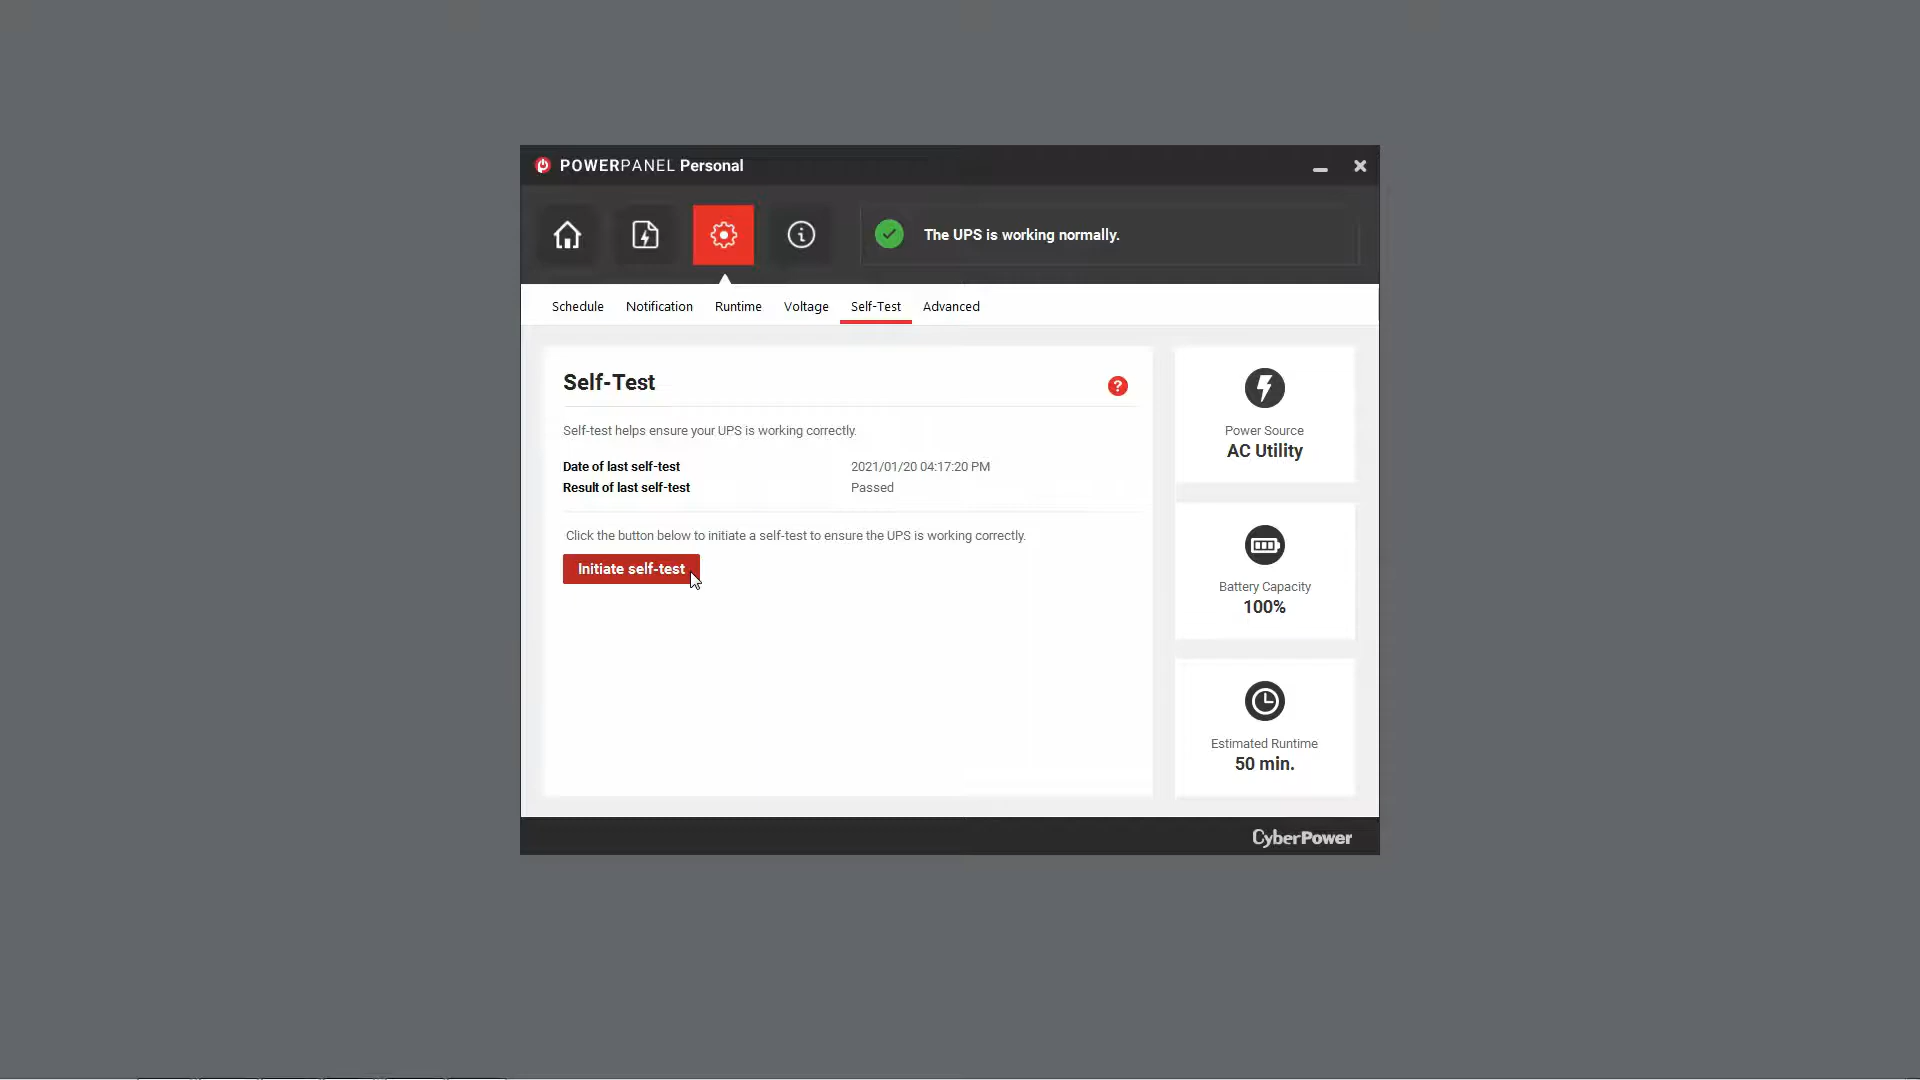 POWERPANEL Personal
The UPS is working normally.
Schedule Notification Runtime Voltage Self-Test Advanced
Self-Test
?
Self-test helps ensure your UPS is working correctly.
Date of last self-test 2021/01/20 04:17:20 PM
Result of last self-test Passed
Click the button below to initiate a self-test to ensure the UPS is working correctly.
Initiate self-test
Power Source
AC Utility
Battery Capacity
100%
Estimated Runtime
50 min.
CyberPower